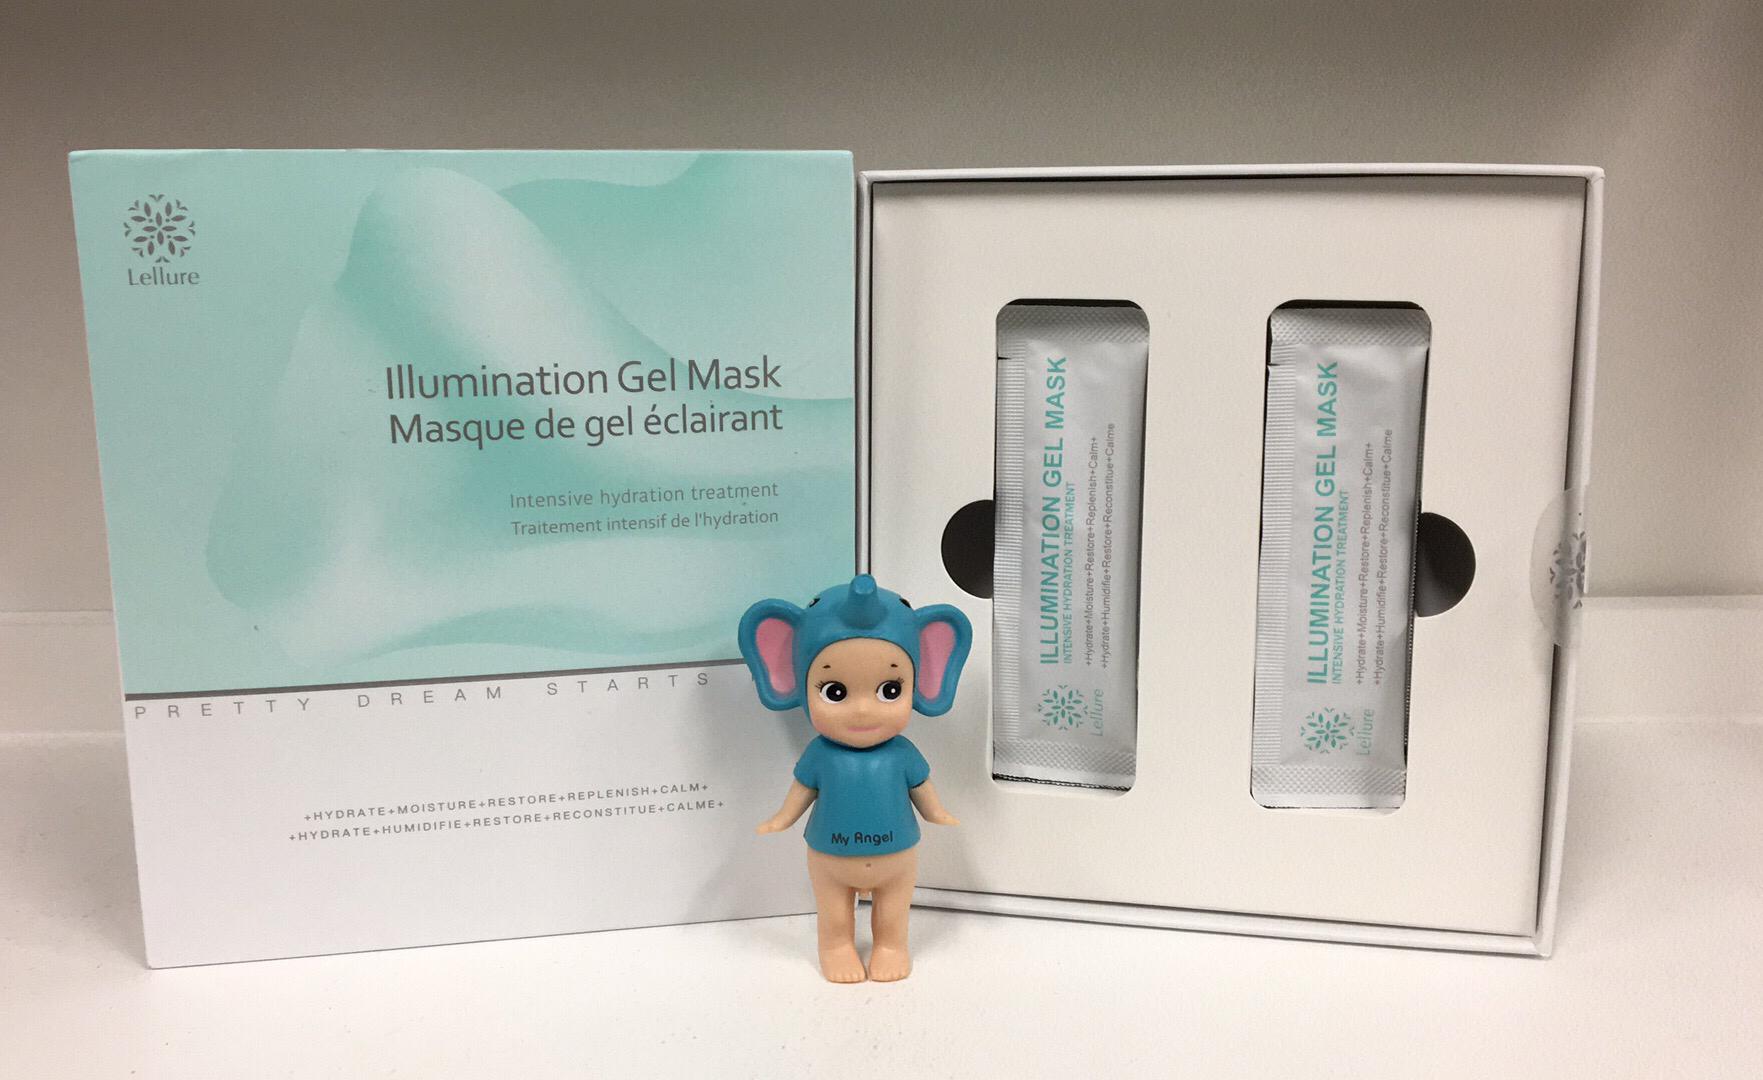 Lellure
Illumination Gel Mask
Masque de gel éclairant
Intensive hydration treatment
Traitement intensif de l'hydration
PRETTY DREAM STARTS
+HYDRATE+MOISTURE+RESTORE+REPLENISH+CALM+
+HYDRATE+HUMIDIFIE+RESTORE+RECONSTITUE+CALME+
My Angel
ILLUMINATION GEL MASK
INTENSIVE HYDRATION TREATMENT
+Hydrate+Moisture+Restore+Replenish+Calm+
+Hydrate+Humidifie+Restore+Reconstitue+Calme
Lellure
ILLUMINATION GEL MASK
INTENSIVE HYDRATION TREATMENT
+Hydrate+Moisture+Restore+Replenish+Calm+
+Hydrate+Humidifie+Restore+Reconstitue+Calme
Lellure